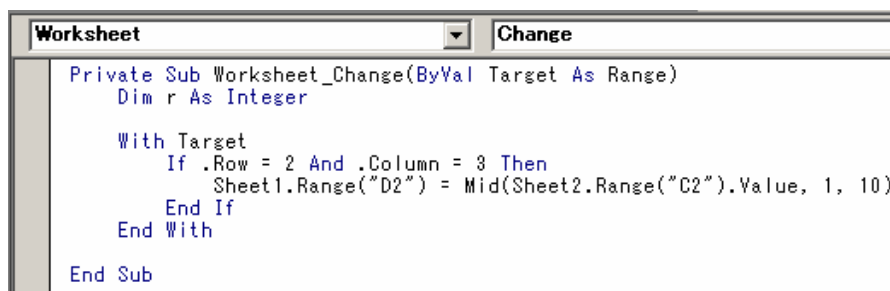 Worksheet Change
Private Sub Worksheet_Change(ByVal Target As Range)
Dim r As Integer
With Target
If .Row = 2 And .Column = 3 Then
Sheet1.Range("D2") = Mid(Sheet2.Range("C2").Value, 1, 10)
End If
End With
End Sub